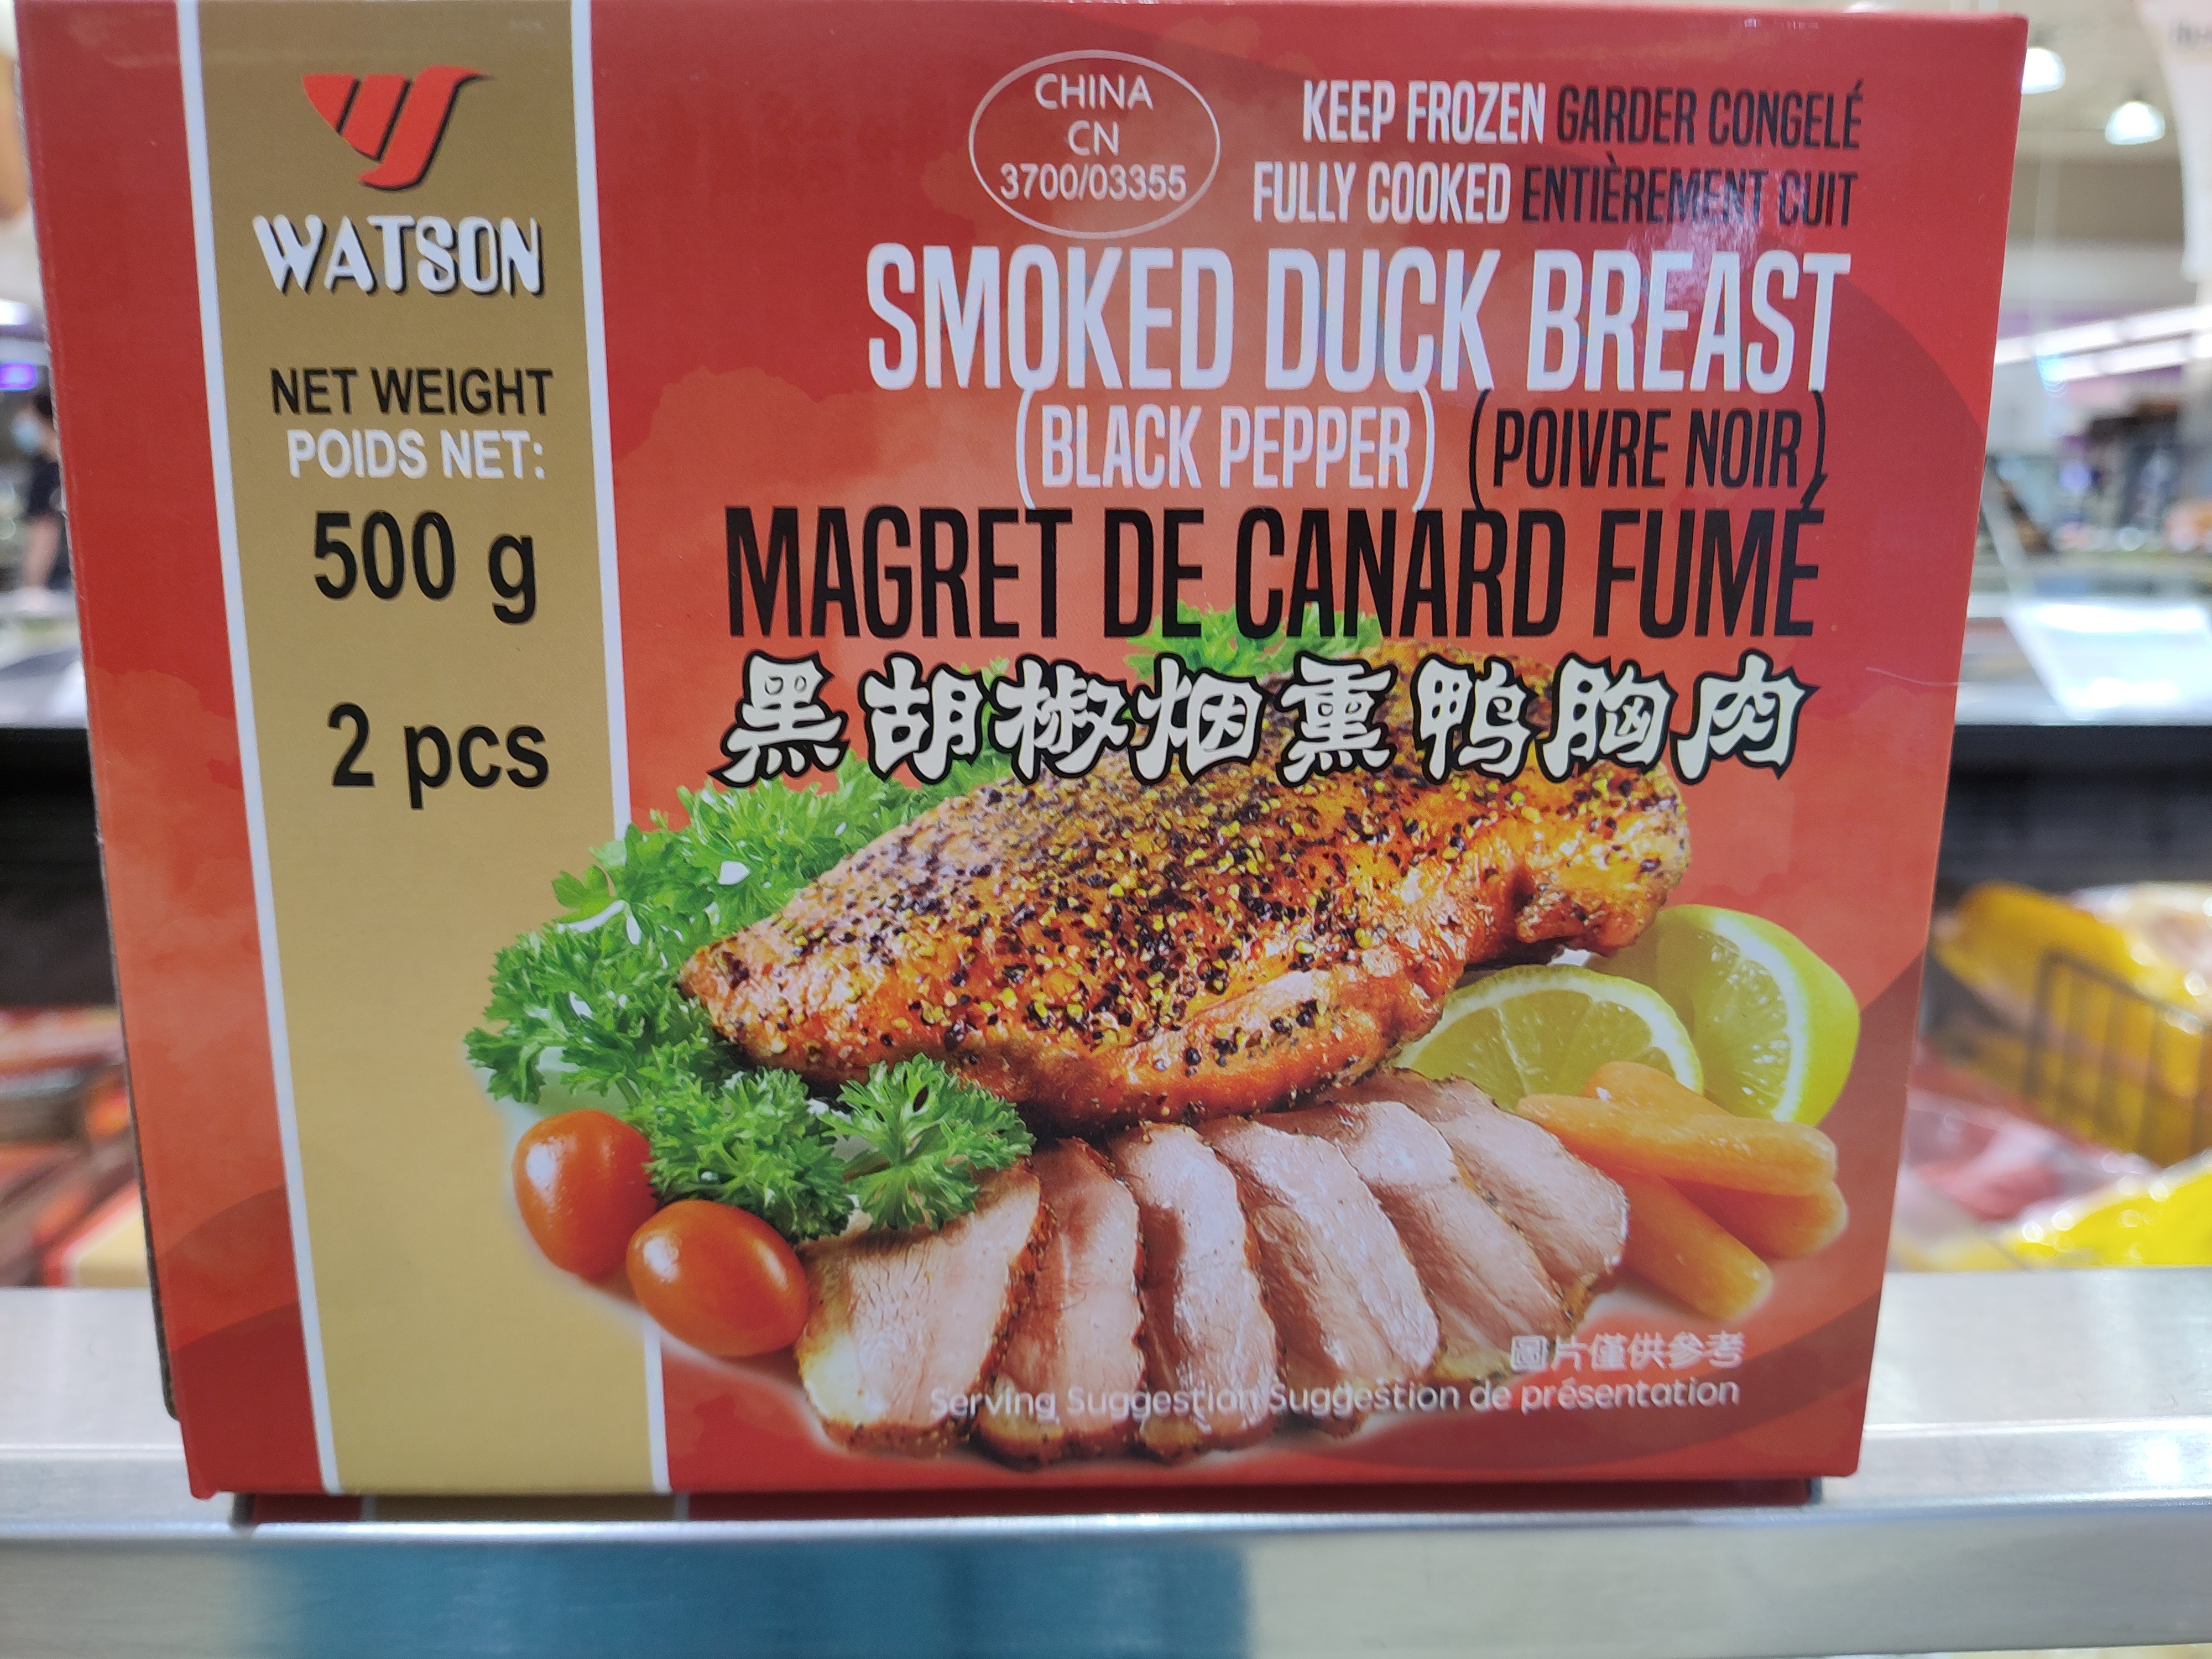 WATSON
NET WEIGHT
POIDS NET:
500 g
2 pcs
CHINA
CN
3700/03355
KEEP FROZEN GARDER CONGELÉ
FULLY COOKED ENTIÈREMENT CUIT
SMOKED DUCK BREAST
(BLACK PEPPER) (POIVRE NOIR)
MAGRET DE CANARD FUMÉ
黑胡椒烟熏鸭胸肉
圖片僅供參考
Serving Suggestion Suggestion de présentation